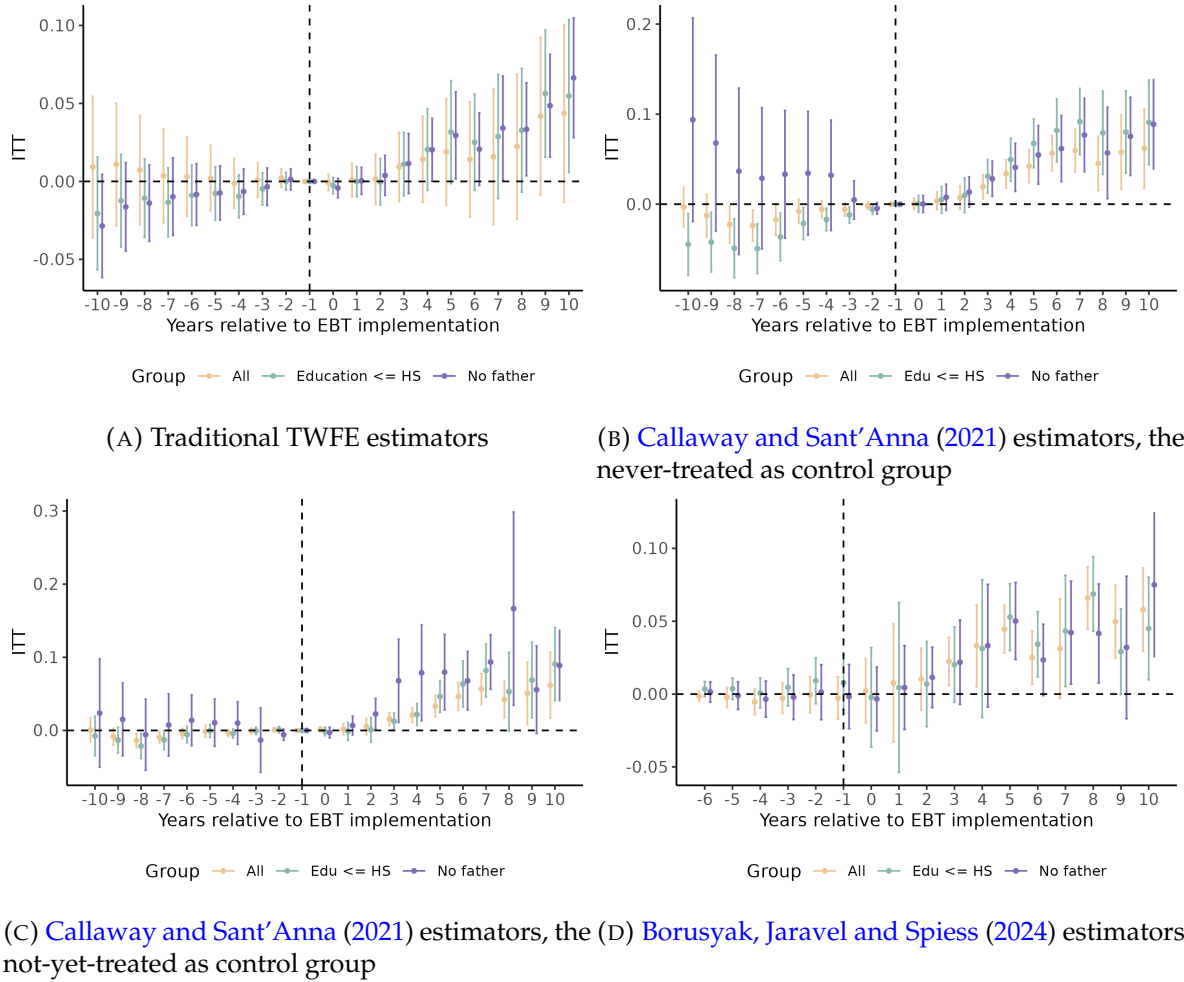 0.10
0.05
0.00
-0.05
ITT
-10 -9 -8 -7 -6 -5 -4 -3 -2 -1 0 1 2 3 4 5 6 7 8 9 10
Years relative to EBT implementation
Group All Education <= HS No father
(A) Traditional TWFE estimators
0.2
0.1
0.0
ITT
-10 -9 -8 -7 -6 -5 -4 -3 -2 -1 0 1 2 3 4 5 6 7 8 9 10
Years relative to EBT implementation
Group All Edu <= HS No father
(B) Callaway and Sant'Anna (2021) estimators, the
never-treated as control group
0.3
0.2
0.1
0.0
ITT
-10 -9 -8 -7 -6 -5 -4 -3 -2 -1 0 1 2 3 4 5 6 7 8 9 10
Years relative to EBT implementation
Group All Edu <= HS No father
(C) Callaway and Sant'Anna (2021) estimators, the
not-yet-treated as control group
0.10
0.05
0.00
-0.05
ITT
-6 -5 -4 -3 -2 -1 0 1 2 3 4 5 6 7 8 9 10
Years relative to EBT implementation
Group All Edu <= HS No father
(D) Borusyak, Jaravel and Spiess (2024) estimators